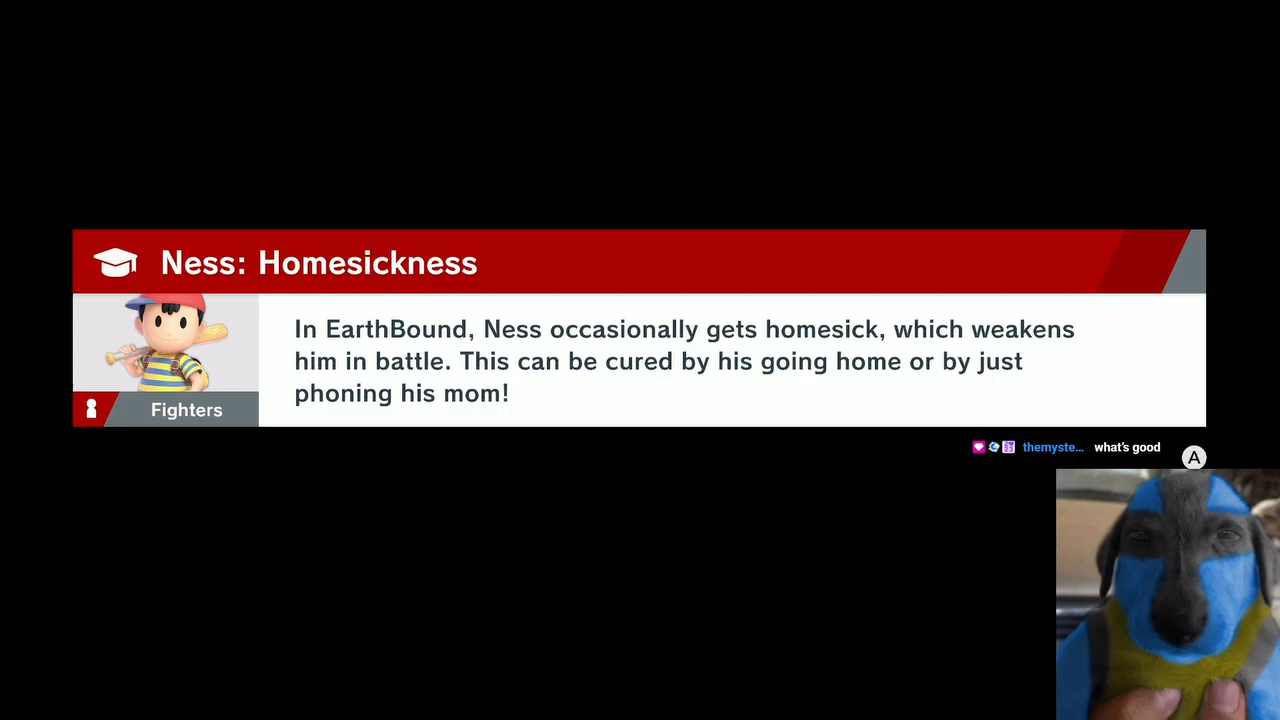 Ness: Homesickness
In EarthBound, Ness occasionally gets homesick, which weakens
him in battle. This can be cured by his going home or by just
phoning his mom!
Fighters
themyste... what's good
A